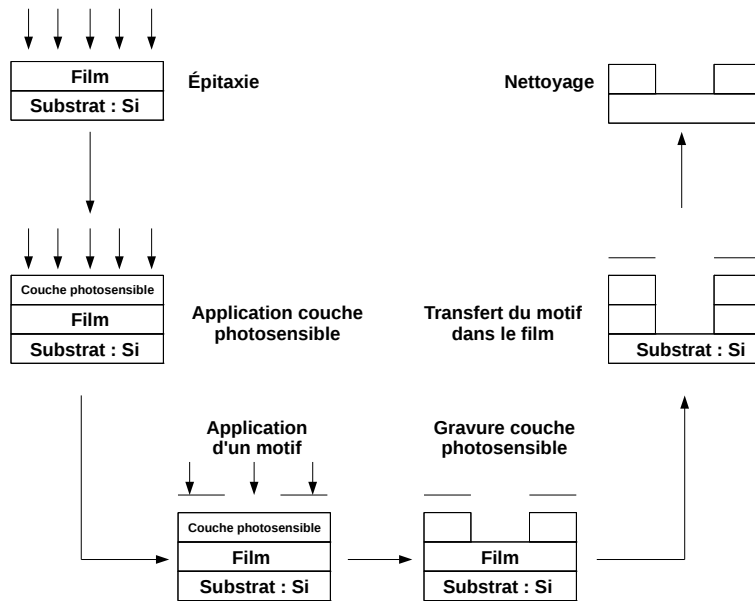 Film
Substrat : Si
Épitaxie
Couche photosensible
Film
Substrat : Si
Application couche
photosensible
Application
d'un motif
Couche photosensible
Film
Substrat : Si
Gravure couche
photosensible
Film
Substrat : Si
Transfert du motif
dans le film
Substrat : Si
Nettoyage